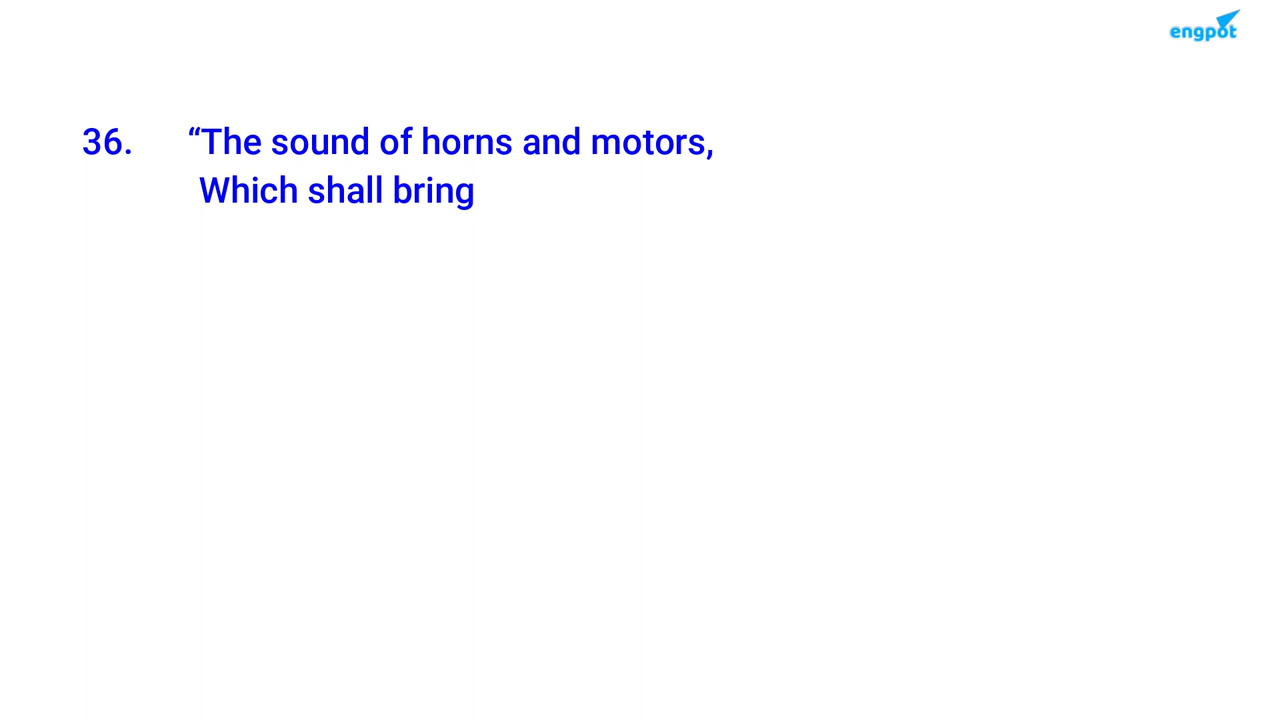 engpot
36. “The sound of horns and motors,
Which shall bring